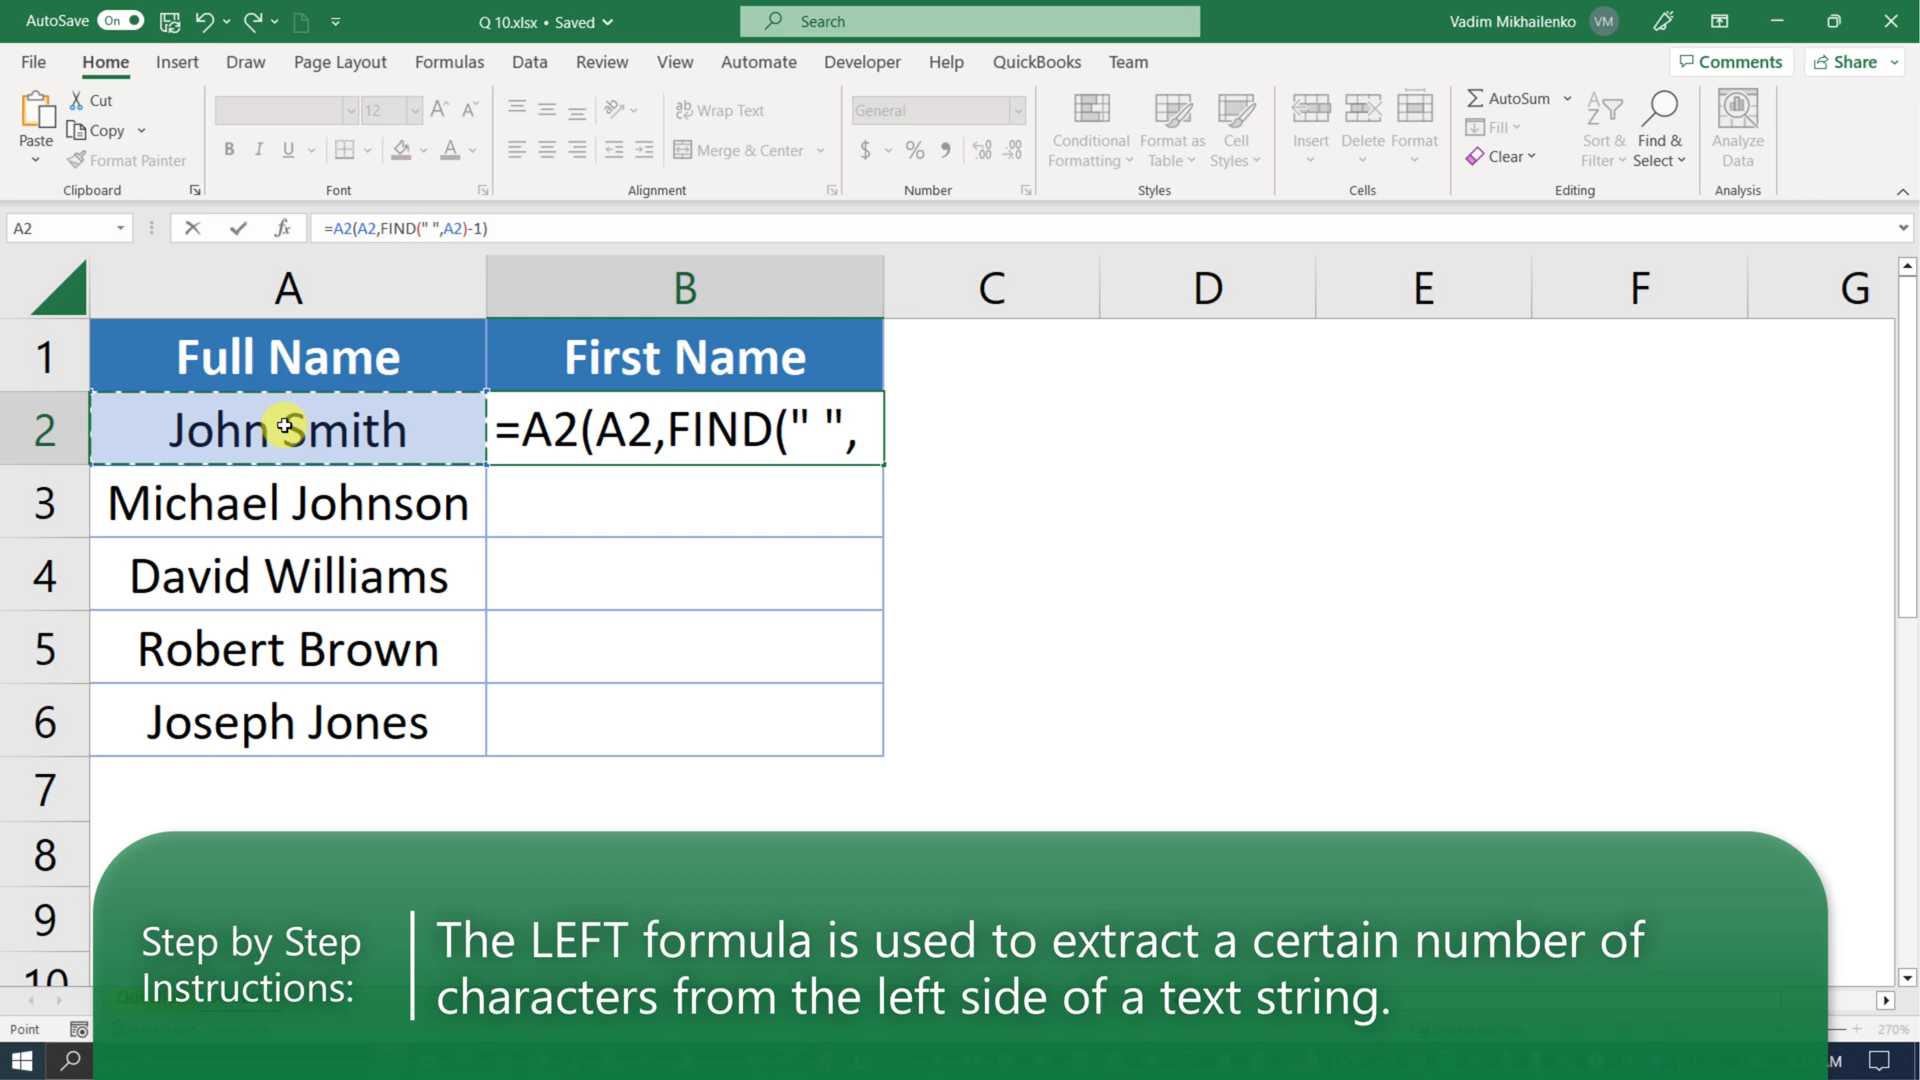 AutoSave On Q 10.xlsx • Saved Search Vadim Mikhailenko VM
File Home Insert Draw Page Layout Formulas Data Review View Automate Developer Help QuickBooks Team Comments Share
Paste Cut Copy Format Painter Clipboard
12 B I U A Font
Wrap Text Merge & Center Alignment
General $ % Number
Conditional Formatting Format as Table Cell Styles Styles
Insert Delete Format Cells
AutoSum Fill Clear Sort & Filter Find & Select Editing
Analyze Data Analysis
A2 fx =A2(A2,FIND(" ",A2)-1)
A B C D E F G
1 Full Name First Name
2 John Smith =A2(A2,FIND(" ",
3 Michael Johnson
4 David Williams
5 Robert Brown
6 Joseph Jones
7
8
9
10
Step by Step
Instructions:
The LEFT formula is used to extract a certain number of
characters from the left side of a text string.
Point 270%